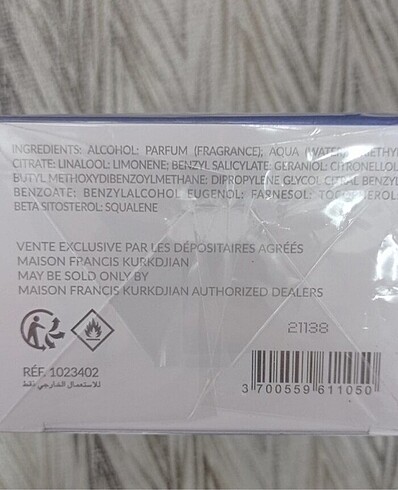 INGREDIENTS: ALCOHOL: PARFUM (FRAGRANCE); AQUA (WATER)
CITRATE: LINALOOL: LIMONENE; BENZYL SALICYLATE: GERANIOL: CHRONELLOL
BUTYL METHOXYDIBENZOYLMETHANE: DIPROPYLENE GLYCOL CITRAL BENZYL
BENZOATE: BENZYLALCOHOL EUGENOL: FARNESOL:
BETA SITOSTEROL: SQUALENE
VENTE EXCLUSIVE PAR LES DÉPOSITAIRES AGRÉÉS
MAISON FRANCIS KURKDJIAN
MAY BE SOLD ONLY BY
MAISON FRANCIS KURKDJIAN AUTHORIZED DEALERS
21138
RÉF. 1023402
للاستعمال الخارجي فقط
3 700559 611050